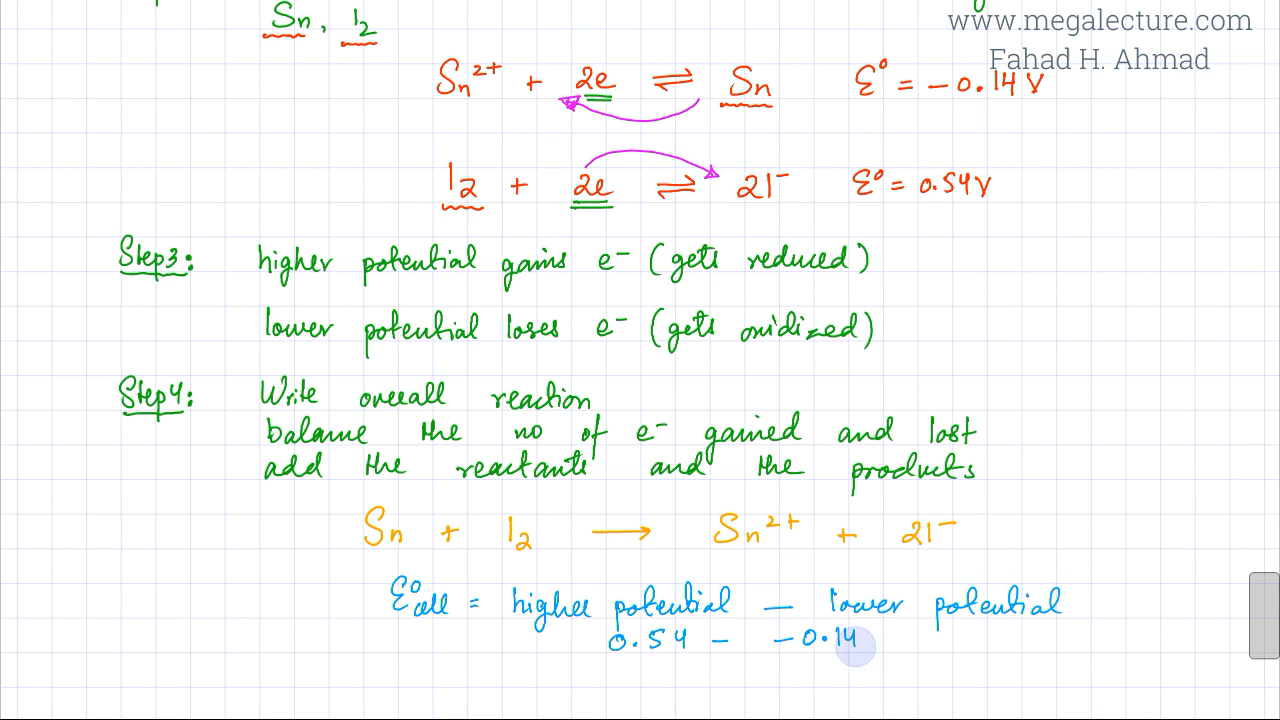 www.megalecture.com
Fahad H. Ahmad
Sn, I2
Sn²⁺ + 2e ⇌ Sn   E° = -0.14 V
I2 + 2e ⇌ 2I⁻   E° = 0.54V
Step3: higher potential gains e⁻ (gets reduced)
lower potential loses e⁻ (gets oxidized)
Step4: Write overall reaction
balance the no of e⁻ gained and lost
add the reactants and the products
Sn + I2 → Sn²⁺ + 2I⁻
E°cell = higher potential — lower potential
0.54 - -0.14